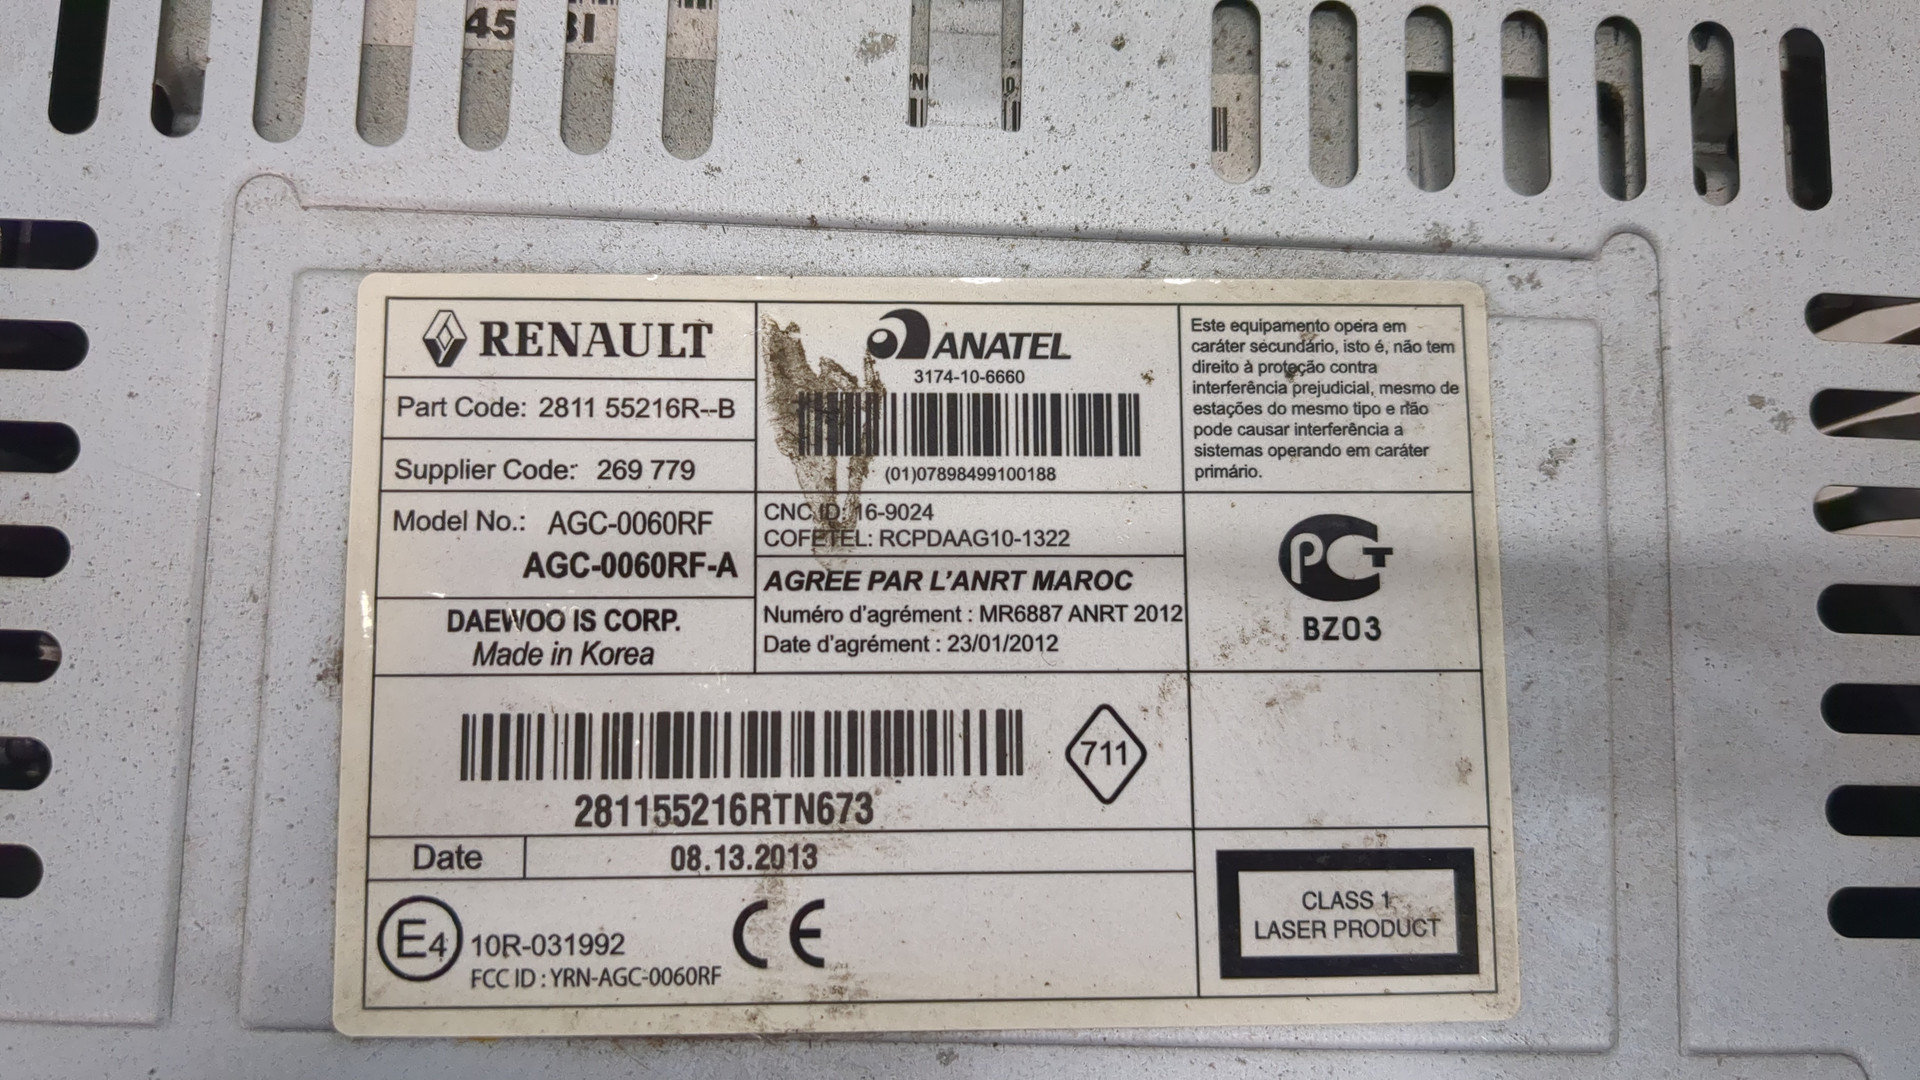 RENAULT
Part Code: 2811 55216R--B
Supplier Code: 269 779
Model No.: AGC-0060RF
AGC-0060RF-A
DAEWOO IS CORP.
Made in Korea
ANATEL
3174-10-6660
(01)07898499100188
CNC ID: 16-9024
COFETEL: RCPDAAG10-1322
AGREE PAR L'ANRT MAROC
Numéro d'agrément : MR6887 ANRT 2012
Date d'agrément : 23/01/2012
Este equipamento opera em
caráter secundário, isto é, não tem
direito à proteção contra
interferência prejudicial, mesmo de
estações do mesmo tipo e não
pode causar interferência a
sistemas operando em caráter
primário.
PCT
BZ03
281155216RTN673
711
Date 08.13.2013
E4 10R-031992
FCC ID : YRN-AGC-0060RF
CE
CLASS 1
LASER PRODUCT